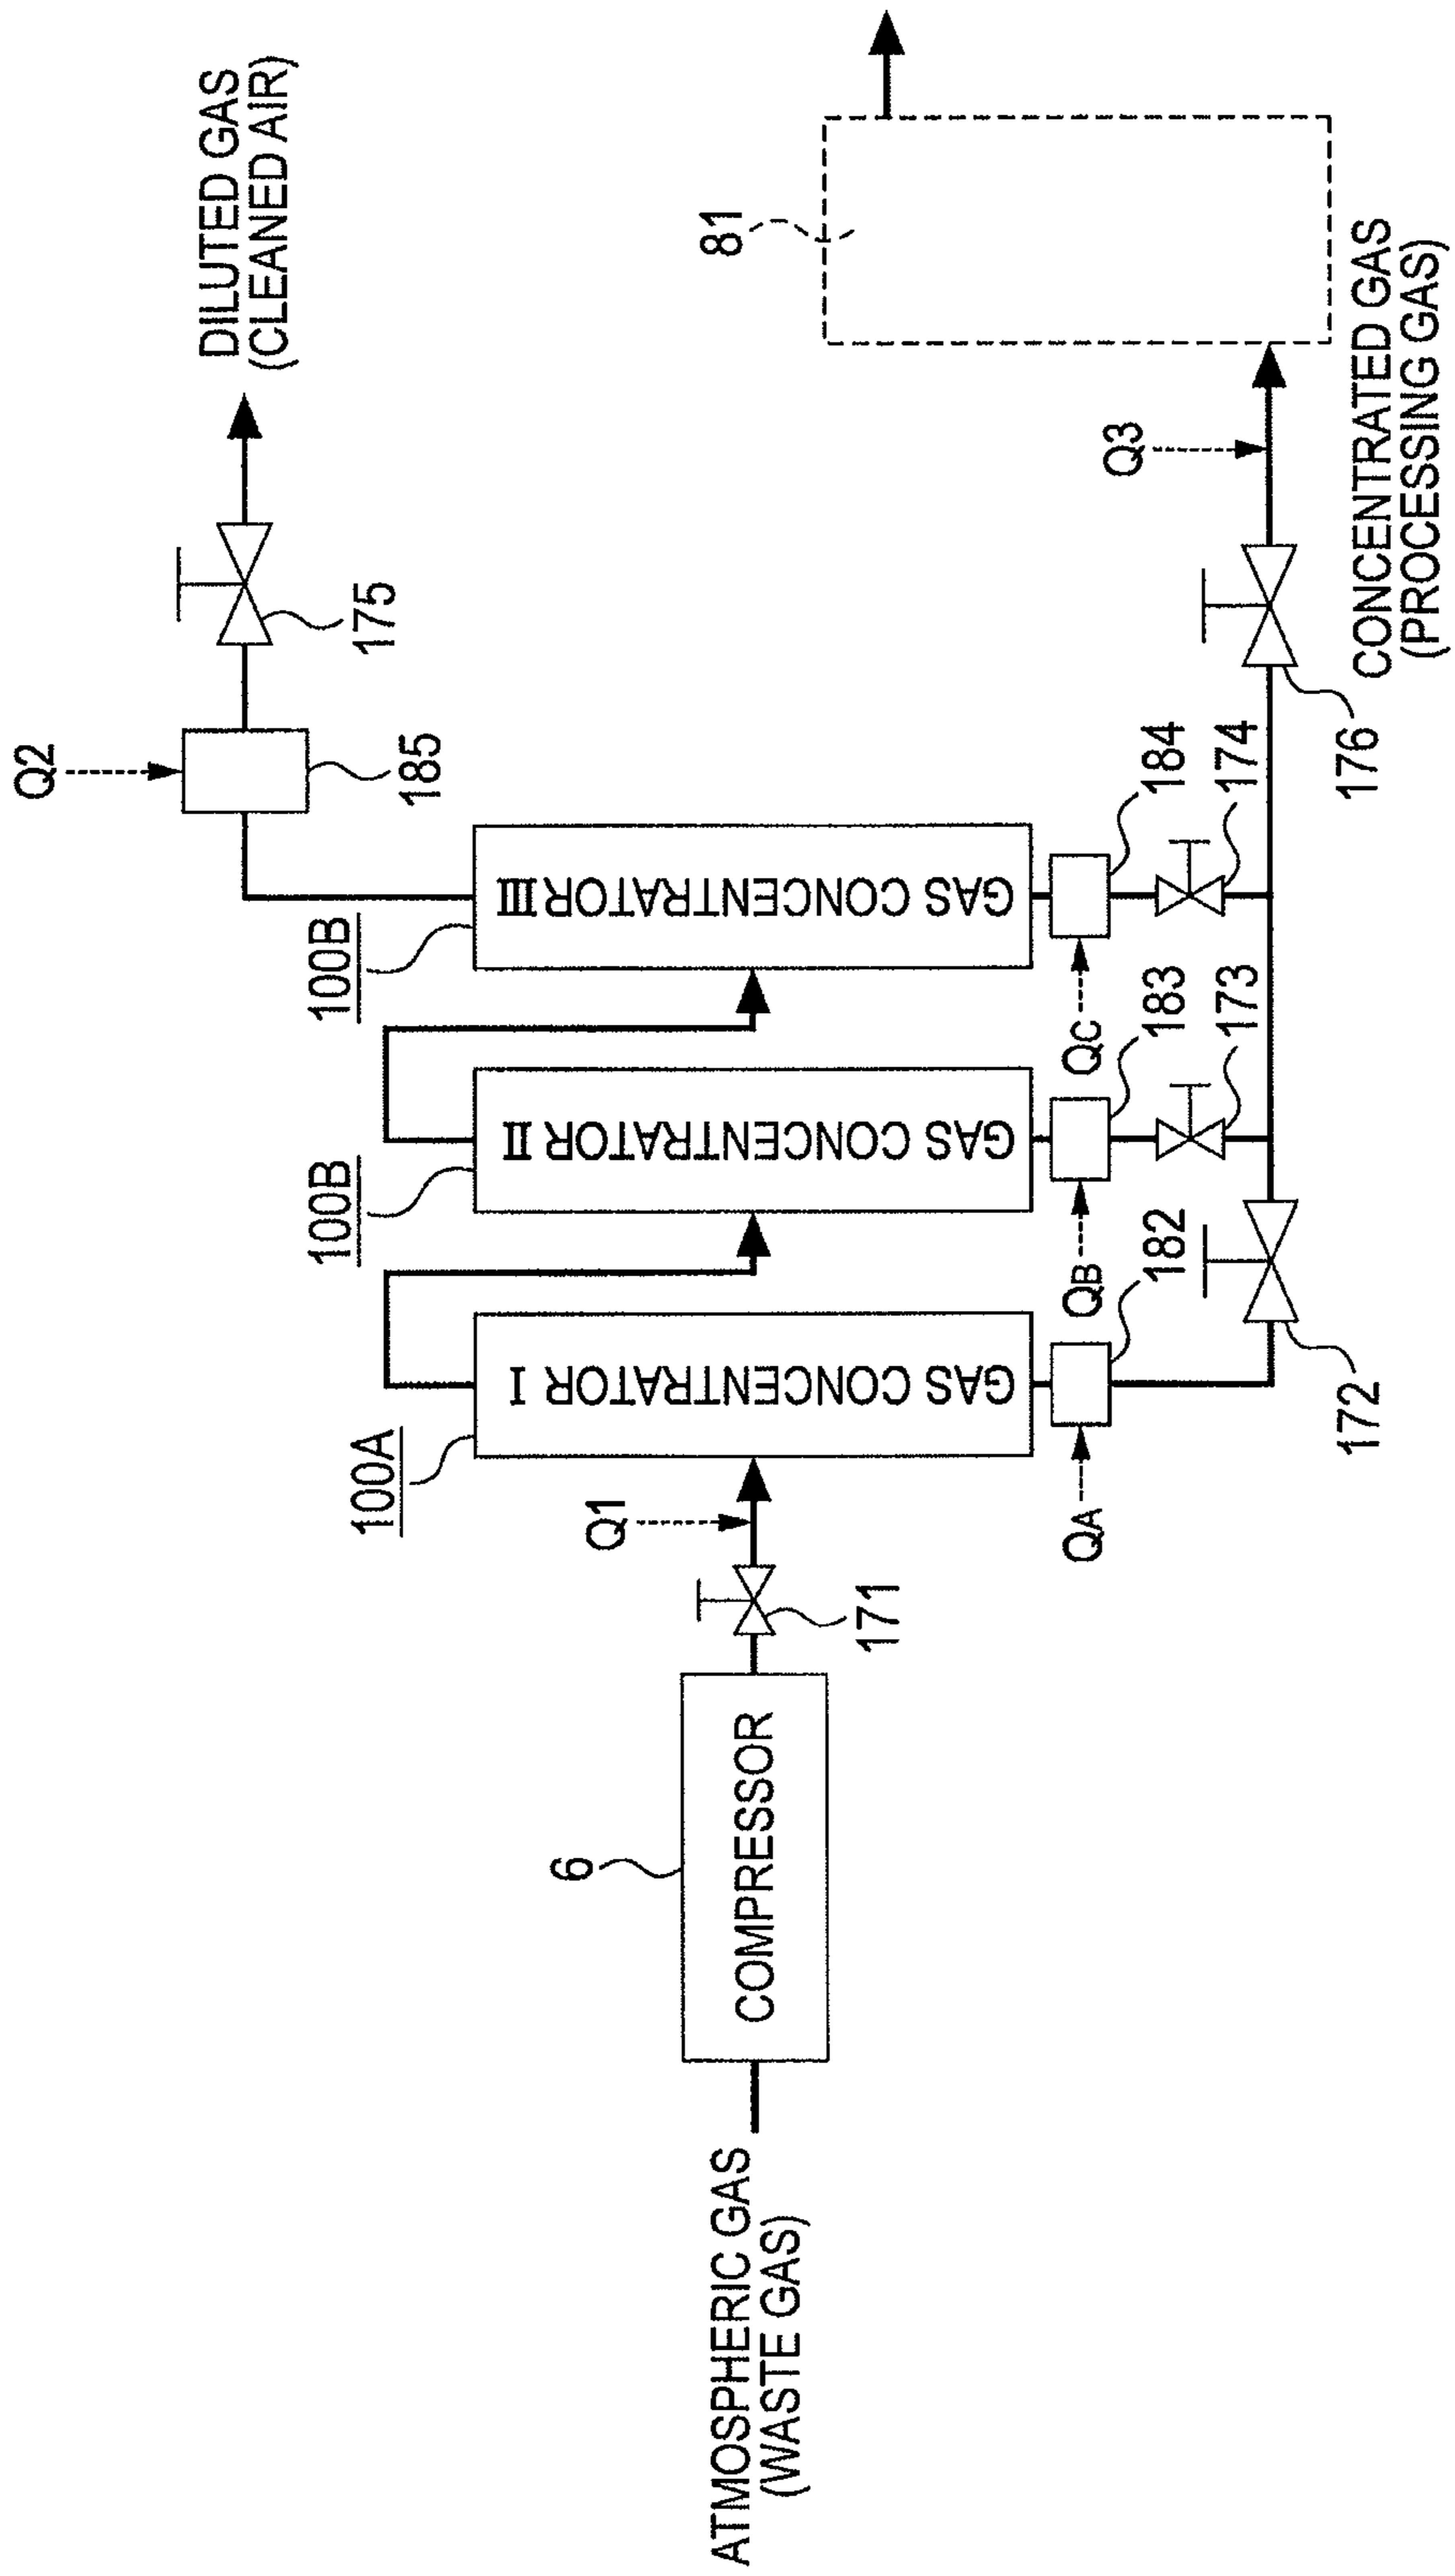 DILUTED GAS
(CLEANED AIR)
Q2
185
175
81
100A
100B
100B
GAS CONCENTRATOR I
GAS CONCENTRATOR II
GAS CONCENTRATOR III
ATMOSPHERIC GAS
(WASTE GAS)
6
COMPRESSOR
171
Q1
QA
182
QB
183
QC
184
172
173
174
176
Q3
CONCENTRATED GAS
(PROCESSING GAS)